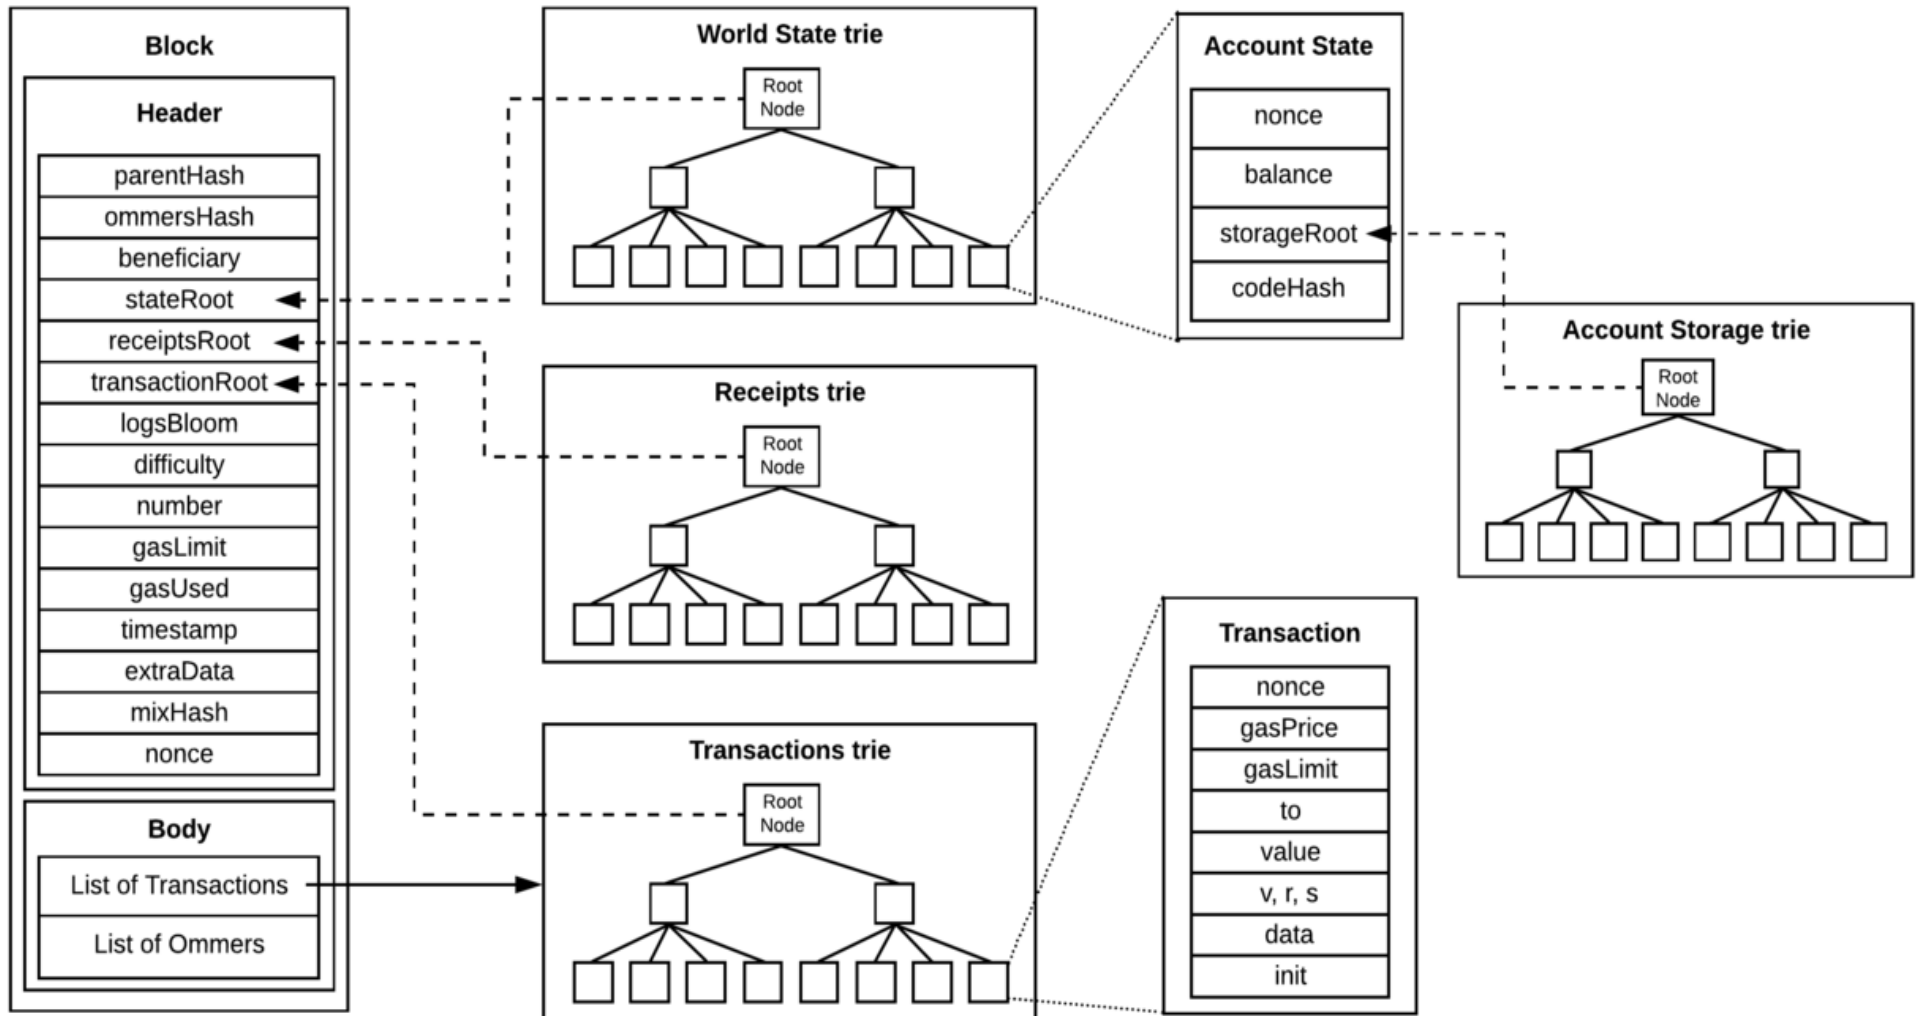 Block
Header
parentHash
ommersHash
beneficiary
stateRoot
receiptsRoot
transactionRoot
logsBloom
difficulty
number
gasLimit
gasUsed
timestamp
extraData
mixHash
nonce
Body
List of Transactions
List of Ommers
World State trie
Root
Node
Receipts trie
Root
Node
Transactions trie
Root
Node
Account State
nonce
balance
storageRoot
codeHash
Account Storage trie
Root
Node
Transaction
nonce
gasPrice
gasLimit
to
value
v, r, s
data
init